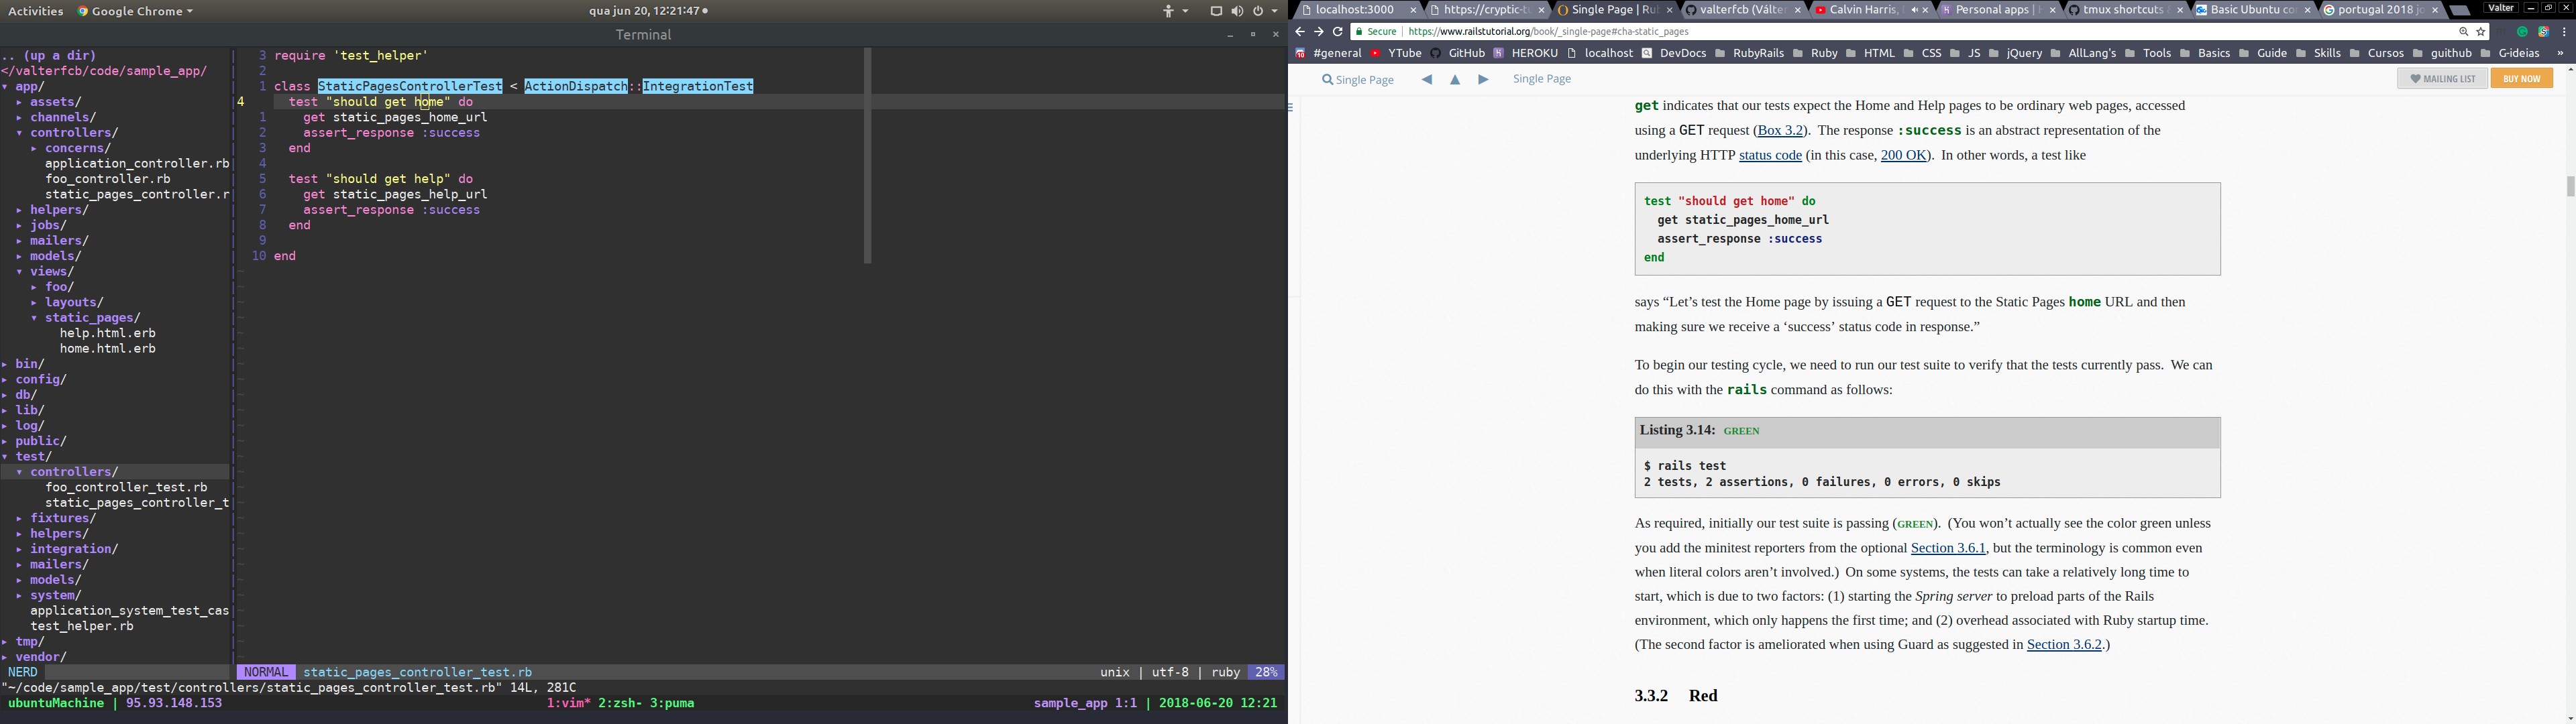 Activities Google Chrome qua jun 20, 12:21:47
Terminal
.. (up a dir)
</valterfcb/code/sample_app/
▾ app/
▸ assets/
▸ channels/
▾ controllers/
▸ concerns/
application_controller.rb
foo_controller.rb
static_pages_controller.r
▸ helpers/
▸ jobs/
▸ mailers/
▸ models/
▾ views/
▸ foo/
▸ layouts/
▾ static_pages/
help.html.erb
home.html.erb
▸ bin/
▸ config/
▸ db/
▸ lib/
▸ log/
▸ public/
▾ test/
▾ controllers/
foo_controller_test.rb
static_pages_controller_t
▸ fixtures/
▸ helpers/
▸ integration/
▸ mailers/
▸ models/
▸ system/
application_system_test_cas
test_helper.rb
▸ tmp/
▸ vendor/
NERD
3 require 'test_helper'
2
1 class StaticPagesControllerTest < ActionDispatch::IntegrationTest
4 test "should get home" do
1 get static_pages_home_url
2 assert_response :success
3 end
4
5 test "should get help" do
6 get static_pages_help_url
7 assert_response :success
8 end
9
10 end
NORMAL static_pages_controller_test.rb unix | utf-8 | ruby 28%
"~/code/sample_app/test/controllers/static_pages_controller_test.rb" 14L, 281C
ubuntuMachine | 95.93.148.153 1:vim* 2:zsh- 3:puma sample_app 1:1 | 2018-06-20 12:21
localhost:3000 https://cryptic- Single Page | Ru valterfcb (Válter Calvin Harris, Personal apps | tmux shortcuts Basic Ubuntu co portugal 2018 jo Valter
Secure | https://www.railstutorial.org/book/_single-page#cha-static_pages
#general YTube GitHub HEROKU localhost DevDocs RubyRails Ruby HTML CSS JS jQuery AllLang's Tools Basics Guide Skills Cursos guithub G-ideias »
Single Page ◀ ▲ ▶ Single Page MAILING LIST BUY NOW
get indicates that our tests expect the Home and Help pages to be ordinary web pages, accessed
using a GET request (Box 3.2). The response :success is an abstract representation of the
underlying HTTP status code (in this case, 200 OK). In other words, a test like
test "should get home" do
get static_pages_home_url
assert_response :success
end
says “Let’s test the Home page by issuing a GET request to the Static Pages home URL and then
making sure we receive a ‘success’ status code in response.”
To begin our testing cycle, we need to run our test suite to verify that the tests currently pass. We can
do this with the rails command as follows:
Listing 3.14: GREEN
$ rails test
2 tests, 2 assertions, 0 failures, 0 errors, 0 skips
As required, initially our test suite is passing (GREEN). (You won’t actually see the color green unless
you add the minitest reporters from the optional Section 3.6.1, but the terminology is common even
when literal colors aren’t involved.) On some systems, the tests can take a relatively long time to
start, which is due to two factors: (1) starting the Spring server to preload parts of the Rails
environment, which only happens the first time; and (2) overhead associated with Ruby startup time.
(The second factor is ameliorated when using Guard as suggested in Section 3.6.2.)
3.3.2 Red